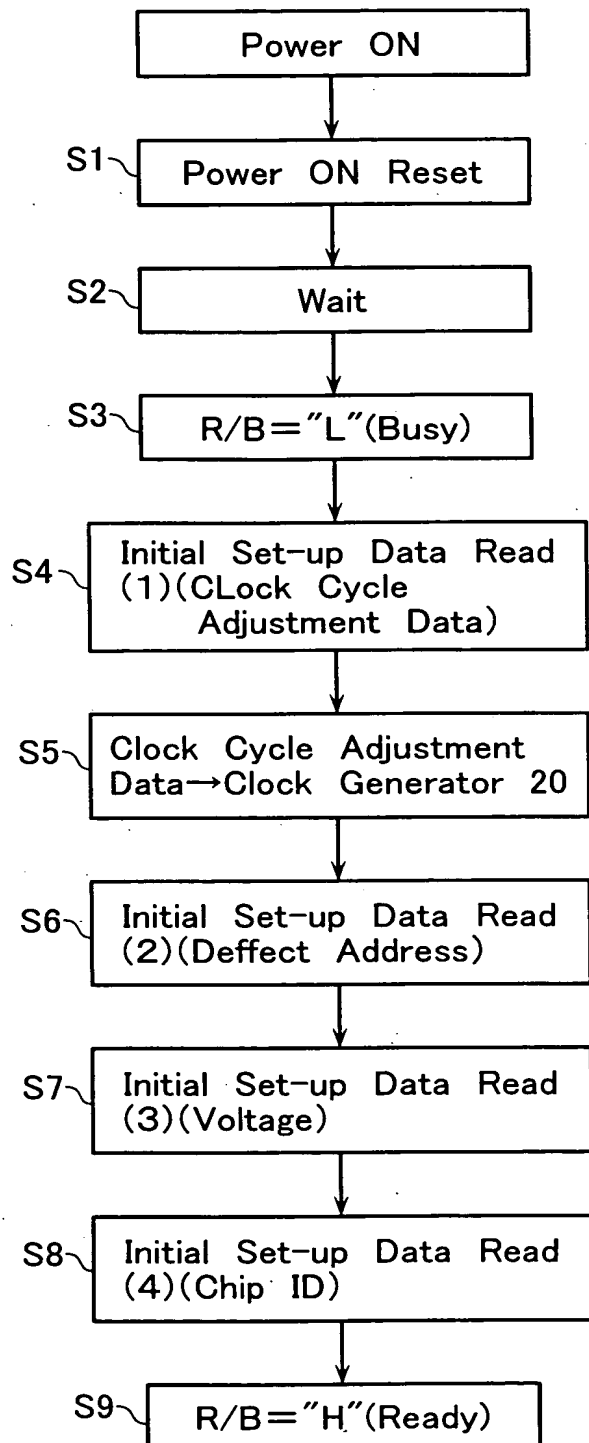 Power ON
S1
Power ON Reset
S2
Wait
S3
R/B="L"(Busy)
S4
Initial Set-up Data Read
(1)(CLock Cycle
Adjustment Data)
S5
Clock Cycle Adjustment
Data→Clock Generator 20
S6
Initial Set-up Data Read
(2)(Deffect Address)
S7
Initial Set-up Data Read
(3)(Voltage)
S8
Initial Set-up Data Read
(4)(Chip ID)
S9
R/B="H"(Ready)